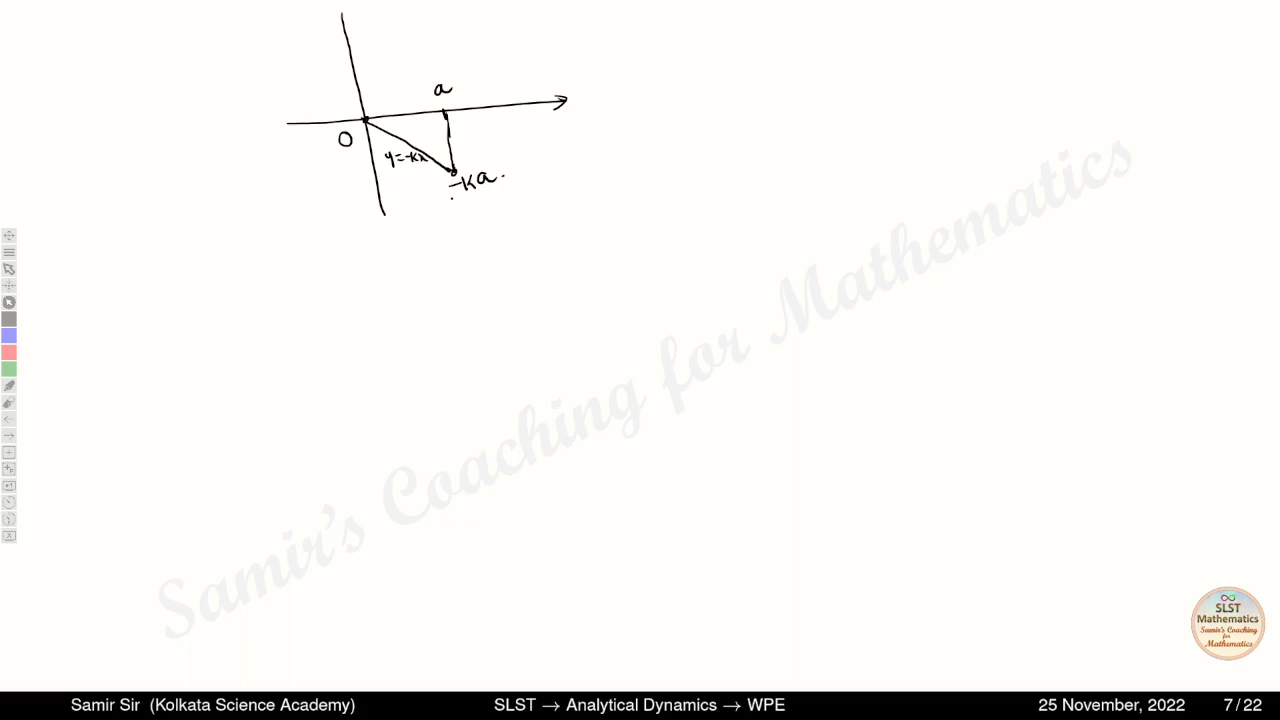 a
O
y=-kx
-ka
Samir's Coaching for Mathematics
SLST
Mathematics
Samir's Coaching
for
Mathematics
Samir Sir (Kolkata Science Academy) SLST → Analytical Dynamics → WPE 25 November, 2022 7 / 22